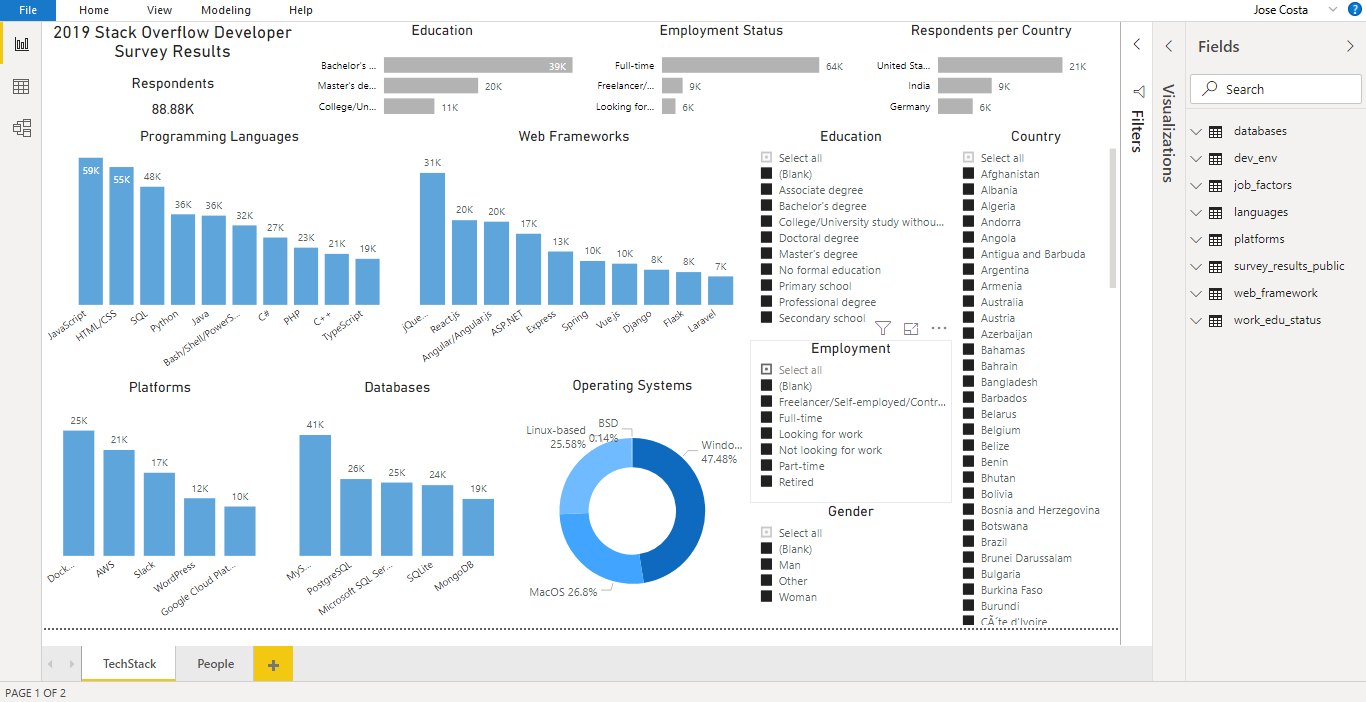 File Home View Modeling Help Jose Costa ?
2019 Stack Overflow Developer
Survey Results
Respondents
88.88K
Education
Bachelor's ... 39K
Master's de... 20K
College/Un... 11K
Employment Status
Full-time 64K
Freelancer/... 9K
Looking for... 6K
Respondents per Country
United Sta... 21K
India 9K
Germany 6K
Programming Languages
59K 55K 48K 36K 36K 32K 27K 23K 21K 19K
JavaScript HTML/CSS SQL Python Java Bash/Shell/PowerS... C# PHP C++ TypeScript
Web Frameworks
31K 20K 20K 17K 13K 10K 10K 8K 8K 7K
jQue... React.js Angular/Angular.js ASP.NET Express Spring Vue.js Django Flask Laravel
Platforms
25K 21K 17K 12K 10K
Dock... AWS Slack WordPress Google Cloud Plat...
Databases
41K 26K 25K 24K 19K
MyS... PostgreSQL Microsoft SQL Ser... SQLite MongoDB
Operating Systems
BSD
0.14%
Linux-based
25.58%
Windo...
47.48%
MacOS 26.8%
Education
Select all
(Blank)
Associate degree
Bachelor's degree
College/University study withou...
Doctoral degree
Master's degree
No formal education
Primary school
Professional degree
Secondary school
Employment
Select all
(Blank)
Freelancer/Self-employed/Contr...
Full-time
Looking for work
Not looking for work
Part-time
Retired
Gender
Select all
(Blank)
Man
Other
Woman
Country
Select all
Afghanistan
Albania
Algeria
Andorra
Angola
Antigua and Barbuda
Argentina
Armenia
Australia
Austria
Azerbaijan
Bahamas
Bahrain
Bangladesh
Barbados
Belarus
Belgium
Belize
Benin
Bhutan
Bolivia
Bosnia and Herzegovina
Botswana
Brazil
Brunei Darussalam
Bulgaria
Burkina Faso
Burundi
CÃ´te d'Ivoire
Filters
Visualizations
Fields
Search
databases
dev_env
job_factors
languages
platforms
survey_results_public
web_framework
work_edu_status
TechStack People +
PAGE 1 OF 2